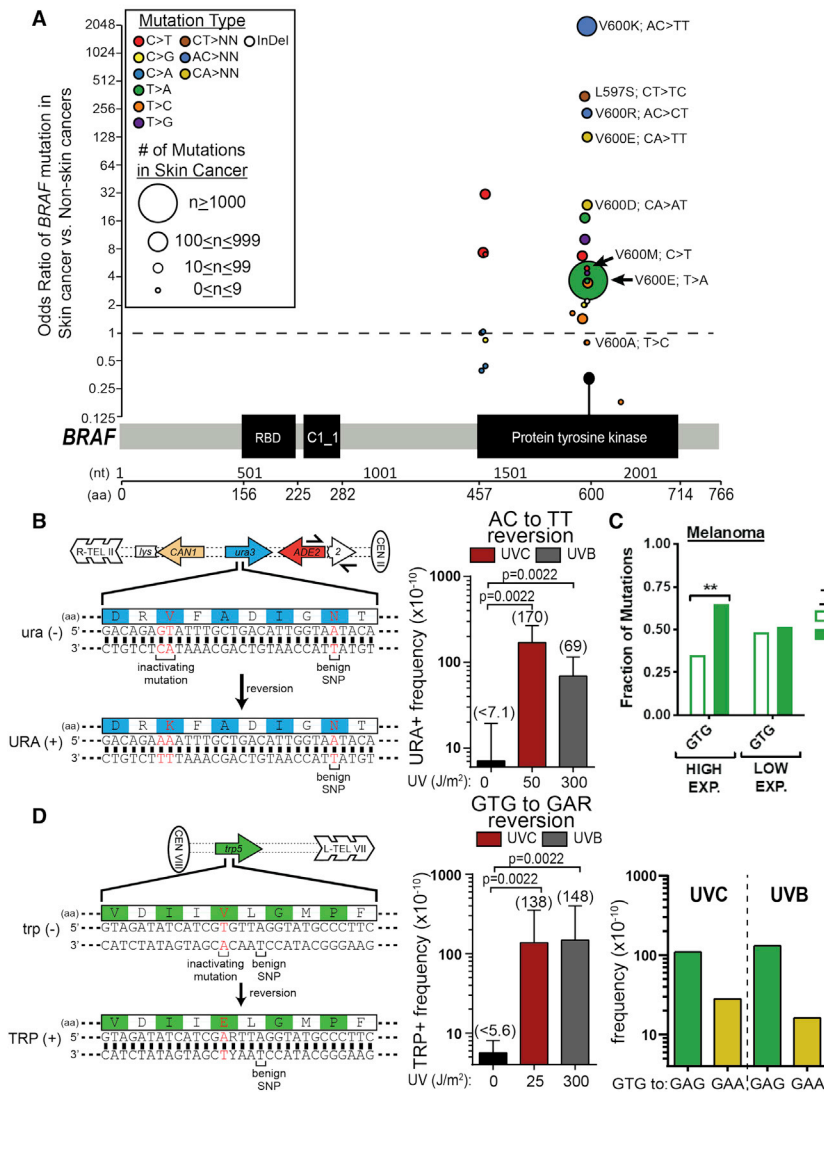 A
Odds Ratio of BRAF mutation in
Skin cancer vs. Non-skin cancers
2048
1024
512
256
128
64
32
16
8
4
2
1
0.5
0.25
0.125
Mutation Type
C>T CT>NN InDel
C>G AC>NN
C>A CA>NN
T>A
T>C
T>G
# of Mutations
in Skin Cancer
n≥1000
100≤n≤999
10≤n≤99
0≤n≤9
V600K; AC>TT
L597S; CT>TC
V600R; AC>CT
V600E; CA>TT
V600D; CA>AT
V600M; C>T
V600E; T>A
V600A; T>C
BRAF RBD C1_1 Protein tyrosine kinase
(nt) 1 501 1001 1501 2001
(aa) 0 156 225 282 457 600 714 766
B
R-TEL II lys CAN1 ura3 ADE2 2 CEN II
(aa) D R V F A D I G N T
ura (-) 5' GACAGAGTATTTGCTGACATTGGTAATACA
3' CTGTCTCATAAACGACTGTAACCATTATGT
inactivating
mutation
benign
SNP
reversion
(aa) D R K F A D I G N T
URA (+) 5' GACAGAAAATTTGCTGACATTGGTAATACA
3' CTGTCTTTTAAACGACTGTAACCATTATGT
benign
SNP
AC to TT
reversion
UVC UVB
URA+ frequency (x10-10)
1000
100
10
p=0.0022
p=0.0022
(<7.1)
(170)
(69)
UV (J/m2): 0 50 300
C
Melanoma
Fraction of Mutations
1.00
0.75
0.50
0.25
0.00
**
GTG GTG
HIGH
EXP.
LOW
EXP.
D
CEN VIII trp5 L-TEL VII
(aa) V D I I V L G M P F
trp (-) 5' GTAGATATCATCGTGTTAGGTATGCCCTTC
3' CATCTATAGTAGCACAATCCATACGGGAAG
inactivating
mutation
benign
SNP
reversion
(aa) V D I I E L G M P F
TRP (+) 5' GTAGATATCATCGARTTAGGTATGCCCTTC
3' CATCTATAGTAGCTYAATCCATACGGGAAG
benign
SNP
GTG to GAR
reversion
UVC UVB
TRP+ frequency (x10-10)
1000
100
10
p=0.0022
p=0.0022
(<5.6)
(138)
(148)
UV (J/m2): 0 25 300
frequency (x10-10)
1000
100
10
UVC UVB
GTG to: GAG GAA GAG GAA